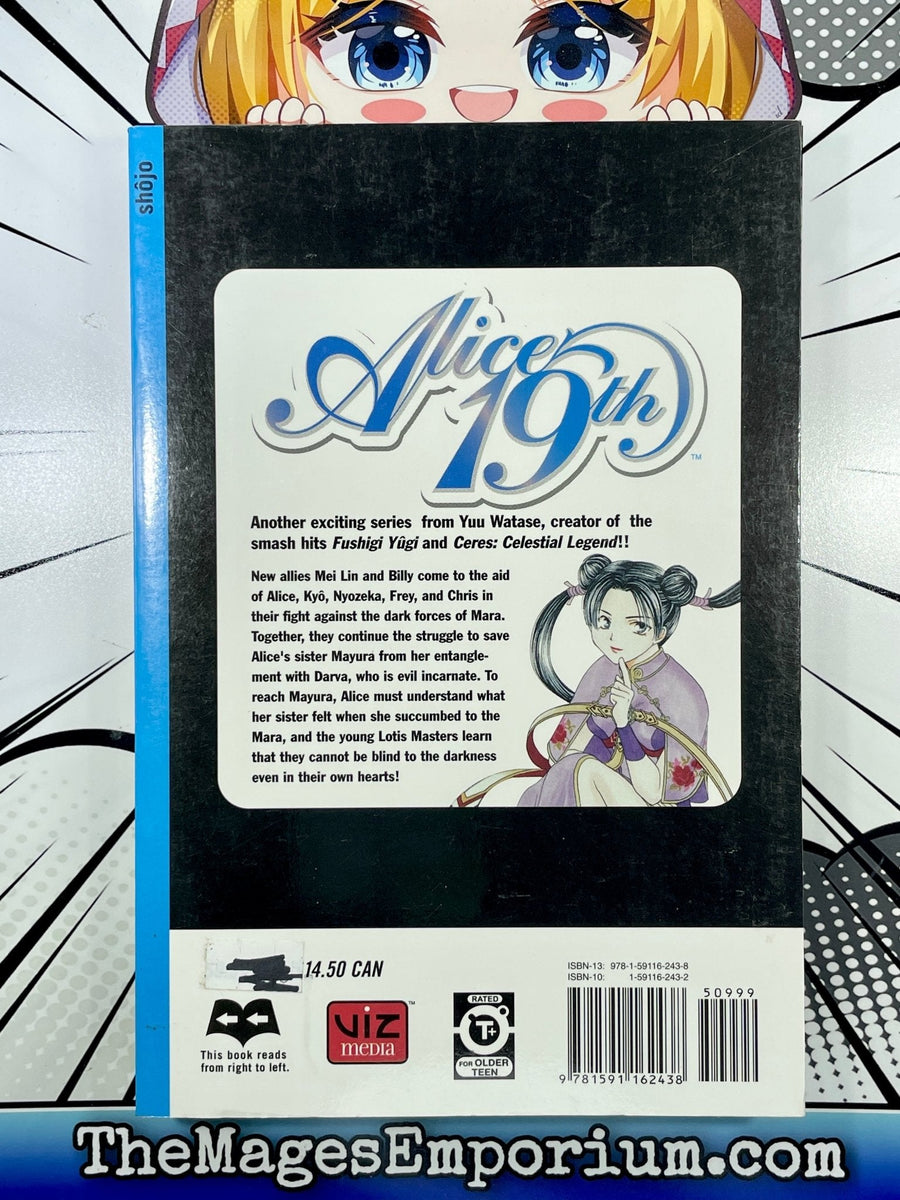 shôjo
Alice
19th
™
Another exciting series from Yuu Watase, creator of the
smash hits Fushigi Yûgi and Ceres: Celestial Legend!!
New allies Mei Lin and Billy come to the aid
of Alice, Kyô, Nyozeka, Frey, and Chris in
their fight against the dark forces of Mara.
Together, they continue the struggle to save
Alice's sister Mayura from her entangle-
ment with Darva, who is evil incarnate. To
reach Mayura, Alice must understand what
her sister felt when she succumbed to the
Mara, and the young Lotis Masters learn
that they cannot be blind to the darkness
even in their own hearts!
14.50 CAN
This book reads
from right to left.
VIZ
MEDIA
™
RATED
T+
FOR OLDER
TEEN
ISBN-13: 978-1-59116-243-8
ISBN-10: 1-59116-243-2
50999
9 781591 162438
TheMagesEmporium.com